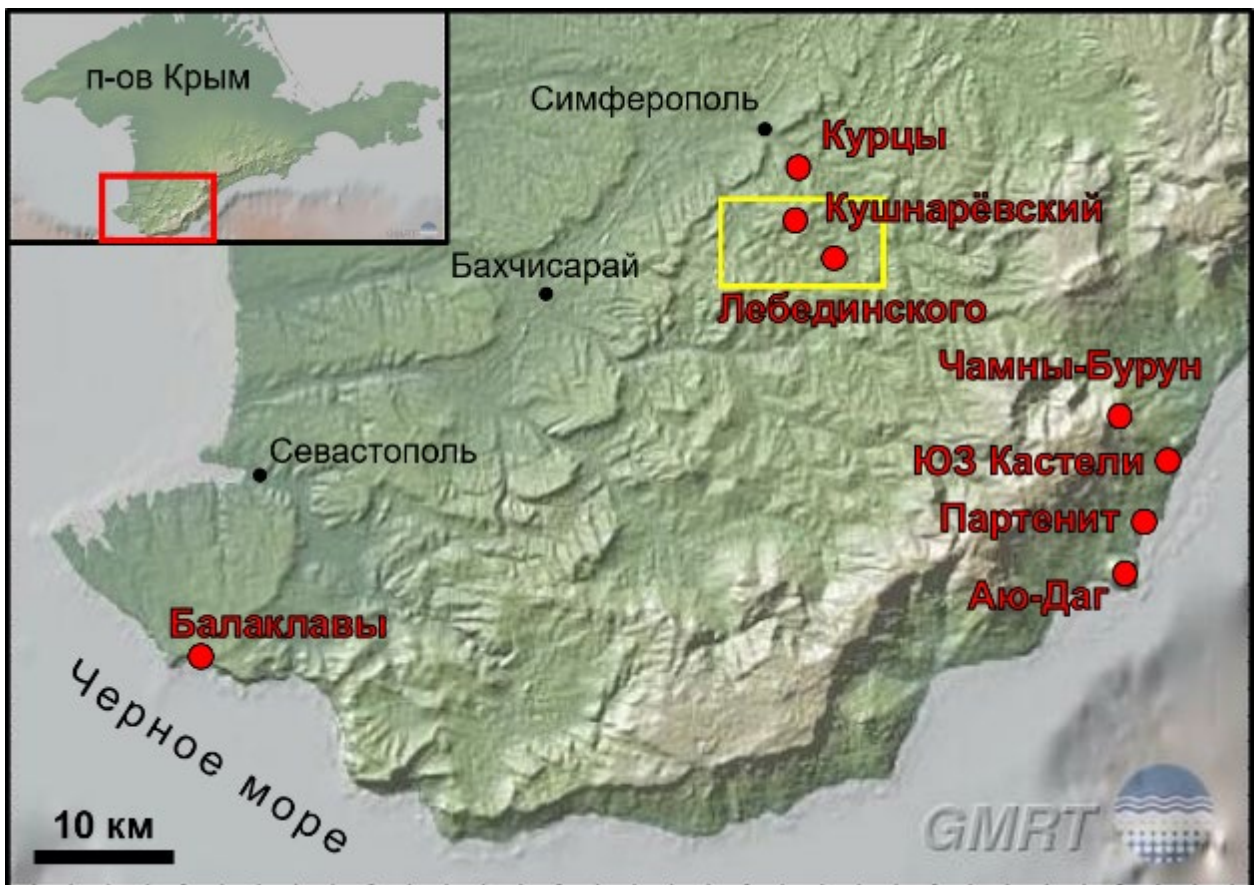 п-ов Крым
Симферополь
Курцы
Кушнарёвский
Бахчисарай
Лебединского
Чамны-Бурун
Севастополь
ЮЗ Кастели
Партенит
Аю-Даг
Балаклавы
Черное море
10 км
GMRT
GMRT